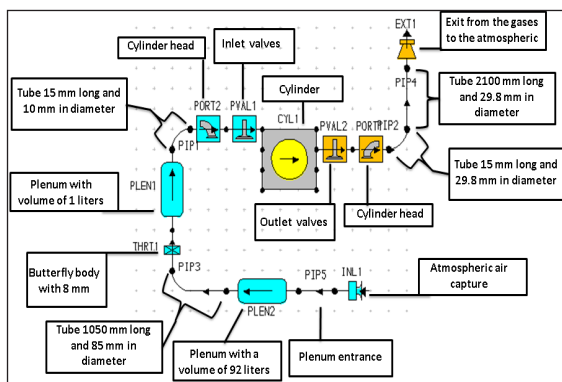 EXT1
Exit from the gases
to the atmospheric
Cylinder head
Inlet valves
Tube 15 mm long and
10 mm in diameter
Cylinder
PIP4
Tube 2100 mm long
and 29.8 mm in
diameter
PORT2
PVAL1
CYL1
PIP1
PVAL2
PORT1
PIP2
Tube 15 mm long and
29.8 mm in diameter
PLEN1
Plenum with
volume of 1 liters
Outlet valves
Cylinder head
THRT1
Butterfly body
with 8 mm
PIP3
PIP5
INL1
Atmospheric air
capture
PLEN2
Tube 1050 mm long
and 85 mm in
diameter
Plenum with a
volume of 92 liters
Plenum entrance